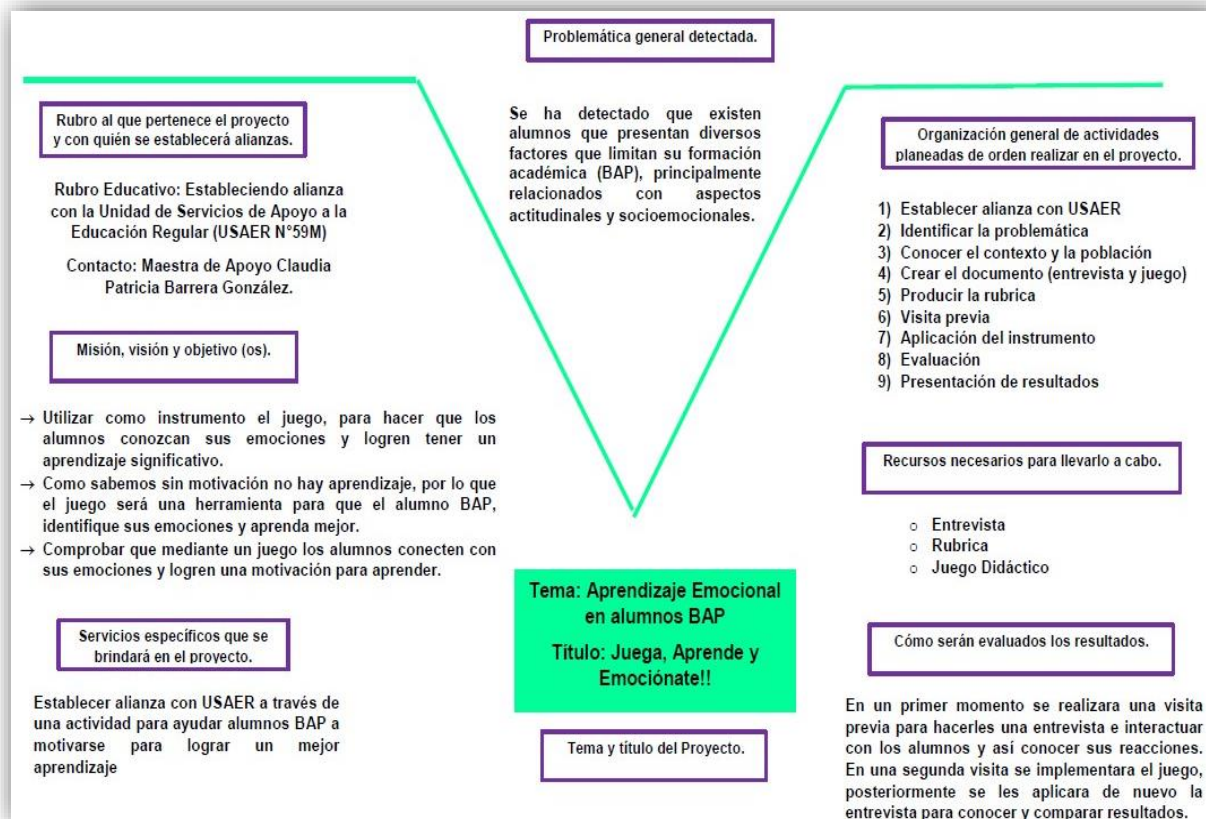 Problemática general detectada.
Se ha detectado que existen
alumnos que presentan diversos
factores que limitan su formación
académica (BAP), principalmente
relacionados con aspectos
actitudinales y socioemocionales.
Rubro al que pertenece el proyecto
y con quién se establecerá alianzas.
Rubro Educativo: Estableciendo alianza
con la Unidad de Servicios de Apoyo a la
Educación Regular (USAER N°59M)
Contacto: Maestra de Apoyo Claudia
Patricia Barrera González.
Misión, visión y objetivo (os).
→ Utilizar como instrumento el juego, para hacer que los
alumnos conozcan sus emociones y logren tener un
aprendizaje significativo.
→ Como sabemos sin motivación no hay aprendizaje, por lo que
el juego será una herramienta para que el alumno BAP,
identifique sus emociones y aprenda mejor.
→ Comprobar que mediante un juego los alumnos conecten con
sus emociones y logren una motivación para aprender.
Servicios específicos que se
brindará en el proyecto.
Establecer alianza con USAER a través de
una actividad para ayudar alumnos BAP a
motivarse para lograr un mejor
aprendizaje
Tema: Aprendizaje Emocional
en alumnos BAP
Título: Juega, Aprende y
Emociónate!!
Tema y título del Proyecto.
Organización general de actividades
planeadas de orden realizar en el proyecto.
1) Establecer alianza con USAER
2) Identificar la problemática
3) Conocer el contexto y la población
4) Crear el documento (entrevista y juego)
5) Producir la rubrica
6) Visita previa
7) Aplicación del instrumento
8) Evaluación
9) Presentación de resultados
Recursos necesarios para llevarlo a cabo.
o Entrevista
o Rubrica
o Juego Didáctico
Cómo serán evaluados los resultados.
En un primer momento se realizara una visita
previa para hacerles una entrevista e interactuar
con los alumnos y así conocer sus reacciones.
En una segunda visita se implementara el juego,
posteriormente se les aplicara de nuevo la
entrevista para conocer y comparar resultados.